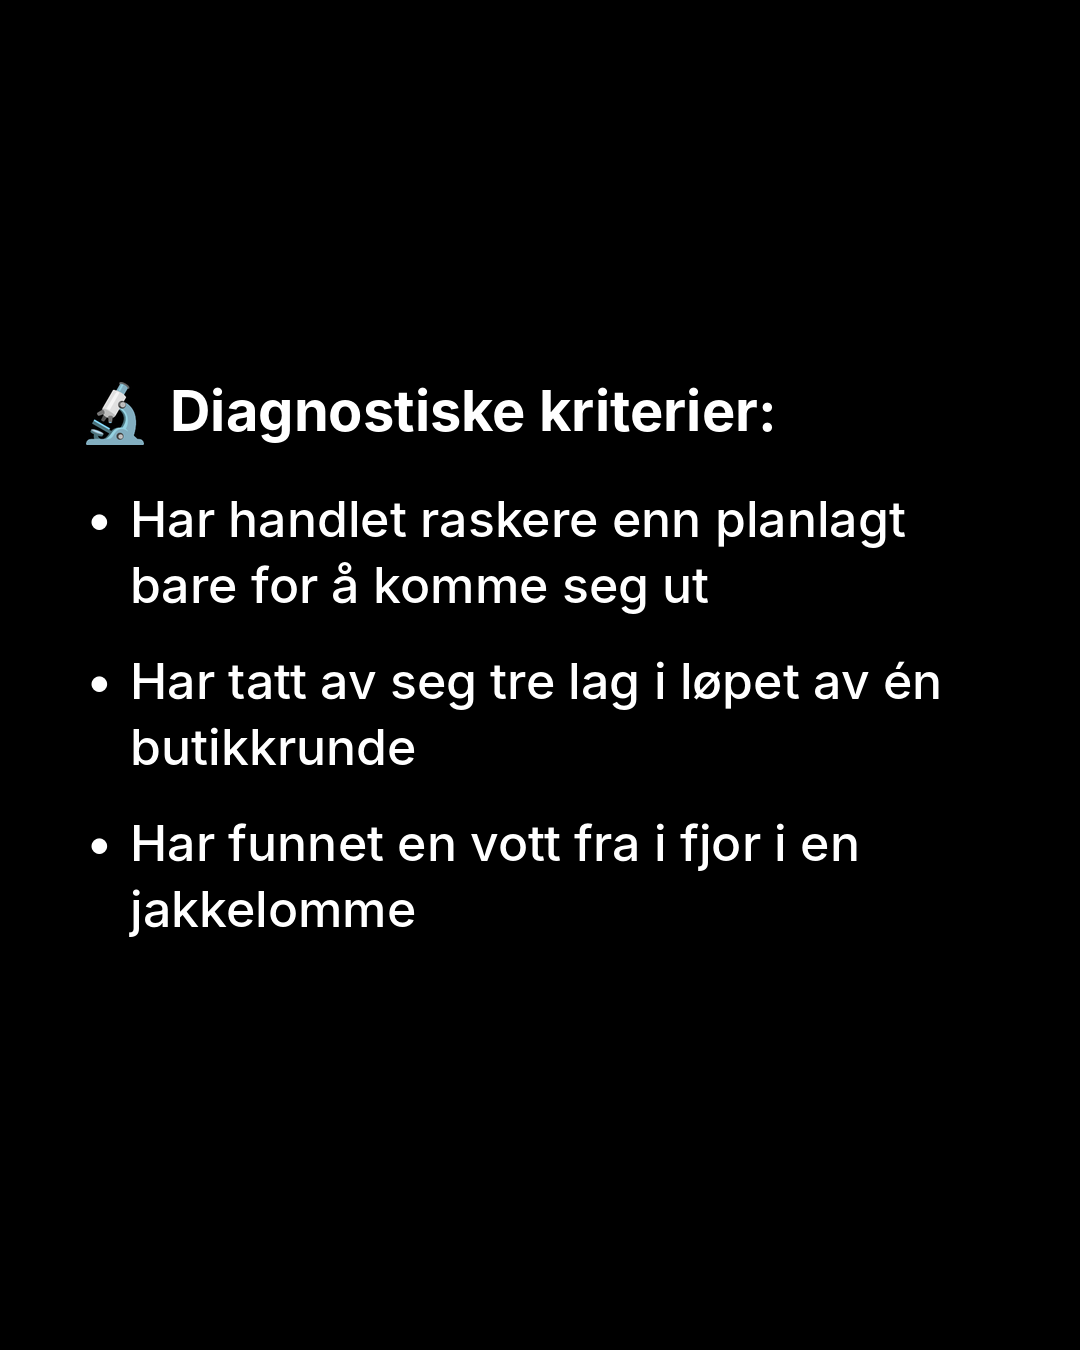 🔬 Diagnostiske kriterier:
• Har handlet raskere enn planlagt
bare for å komme seg ut
• Har tatt av seg tre lag i løpet av én
butikkrunde
• Har funnet en vott fra i fjor i en
jakkelomme